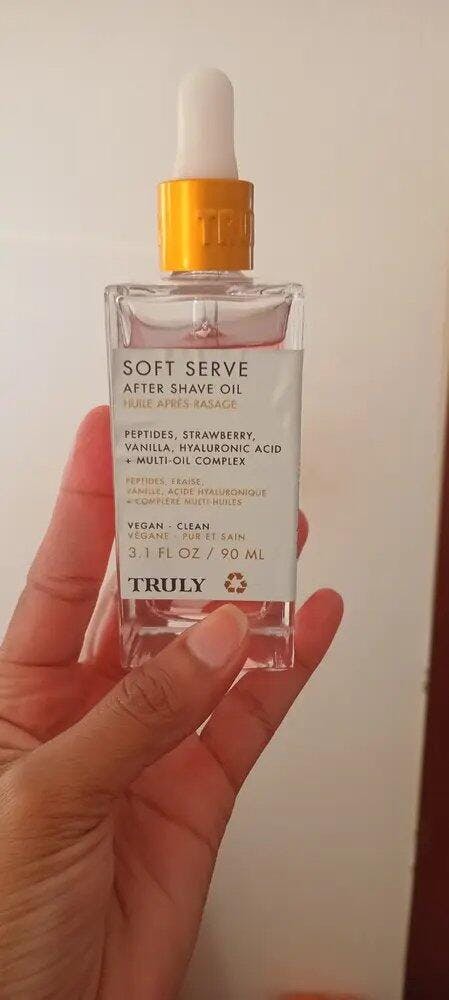 TRU
SOFT SERVE
AFTER SHAVE OIL
HUILE APRÈS-RASAGE
PEPTIDES, STRAWBERRY,
VANILLA, HYALURONIC ACID
+ MULTI-OIL COMPLEX
PEPTIDES, FRAISE,
VANILLE, ACIDE HYALURONIQUE
+ COMPLEXE MULTI-HUILES
VEGAN - CLEAN
VÉGANE - PUR ET SAIN
3.1 FL OZ / 90 ML
TRULY